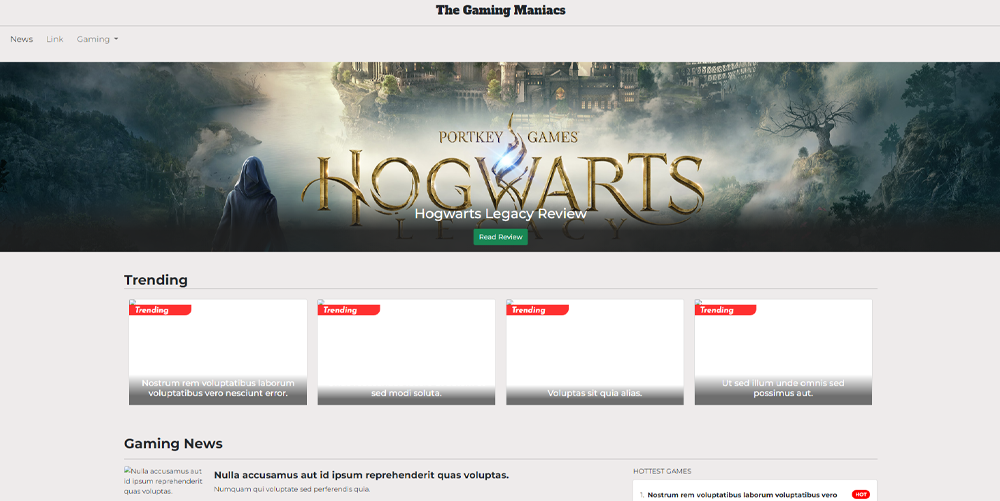 The Gaming Maniacs
News Link Gaming
PORTKEY GAMES
HOGWARTS
LEGACY
Hogwarts Legacy Review
Read Review
Trending
Trending
Trending
Trending
Trending
Nostrum rem voluptatibus laborum
voluptatibus vero nesciunt error.
sed modi soluta.
Voluptas sit quia alias.
Ut sed illum unde omnis sed
possimus aut.
Gaming News
Nulla accusamus aut
id ipsum reprehenderit
quas voluptas.
Nulla accusamus aut id ipsum reprehenderit quas voluptas.
Numquam qui voluptate sed perferendis quia.
HOTTEST GAMES
1. Nostrum rem voluptatibus laborum voluptatibus vero HOT